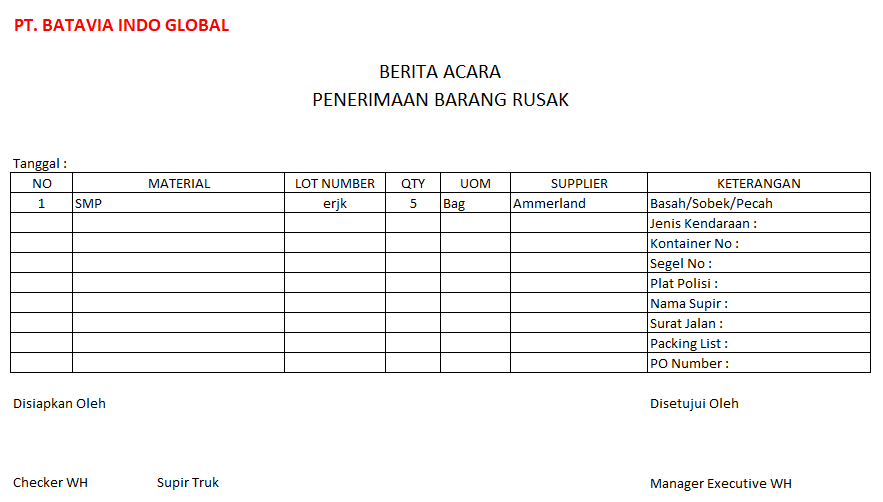 PT. BATAVIA INDO GLOBAL
BERITA ACARA
PENERIMAAN BARANG RUSAK
Tanggal :
NO MATERIAL LOT NUMBER QTY UOM SUPPLIER KETERANGAN
1 SMP erjk 5 Bag Ammerland Basah/Sobek/Pecah
Jenis Kendaraan :
Kontainer No :
Segel No :
Plat Polisi :
Nama Supir :
Surat Jalan :
Packing List :
PO Number :
Disiapkan Oleh Disetujui Oleh
Checker WH Supir Truk Manager Executive WH